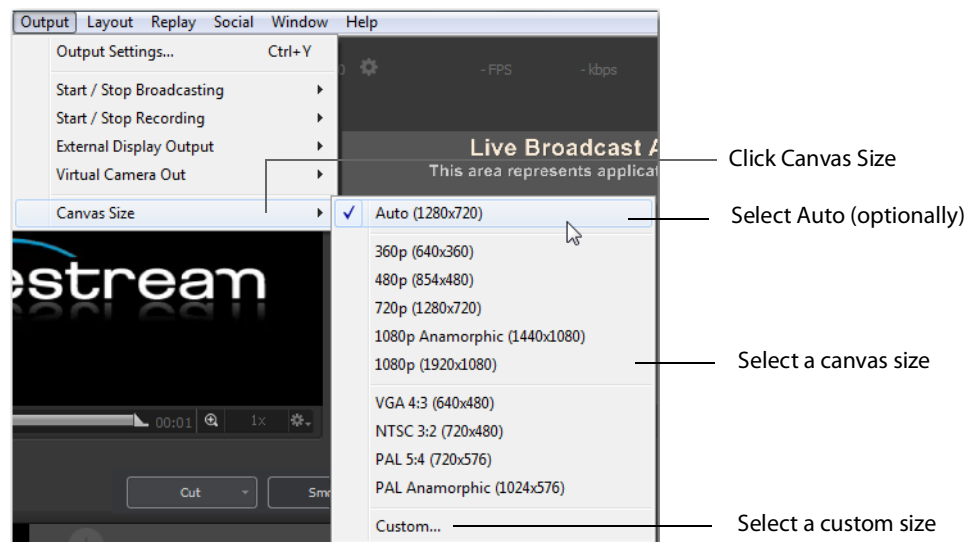 Output Layout Replay Social Window Help
Output Settings... Ctrl+Y
- FPS - kbps
Start / Stop Broadcasting
Start / Stop Recording
External Display Output
Live Broadcast
Click Canvas Size
Virtual Camera Out
This area represents
Canvas Size
Auto (1280x720)
Select Auto (optionally)
360p (640x360)
480p (854x480)
720p (1280x720)
1080p Anamorphic (1440x1080)
1080p (1920x1080)
Select a canvas size
estream
VGA 4:3 (640x480)
00:01 1x
NTSC 3:2 (720x480)
PAL 5:4 (720x576)
PAL Anamorphic (1024x576)
Cut
Custom...
Select a custom size